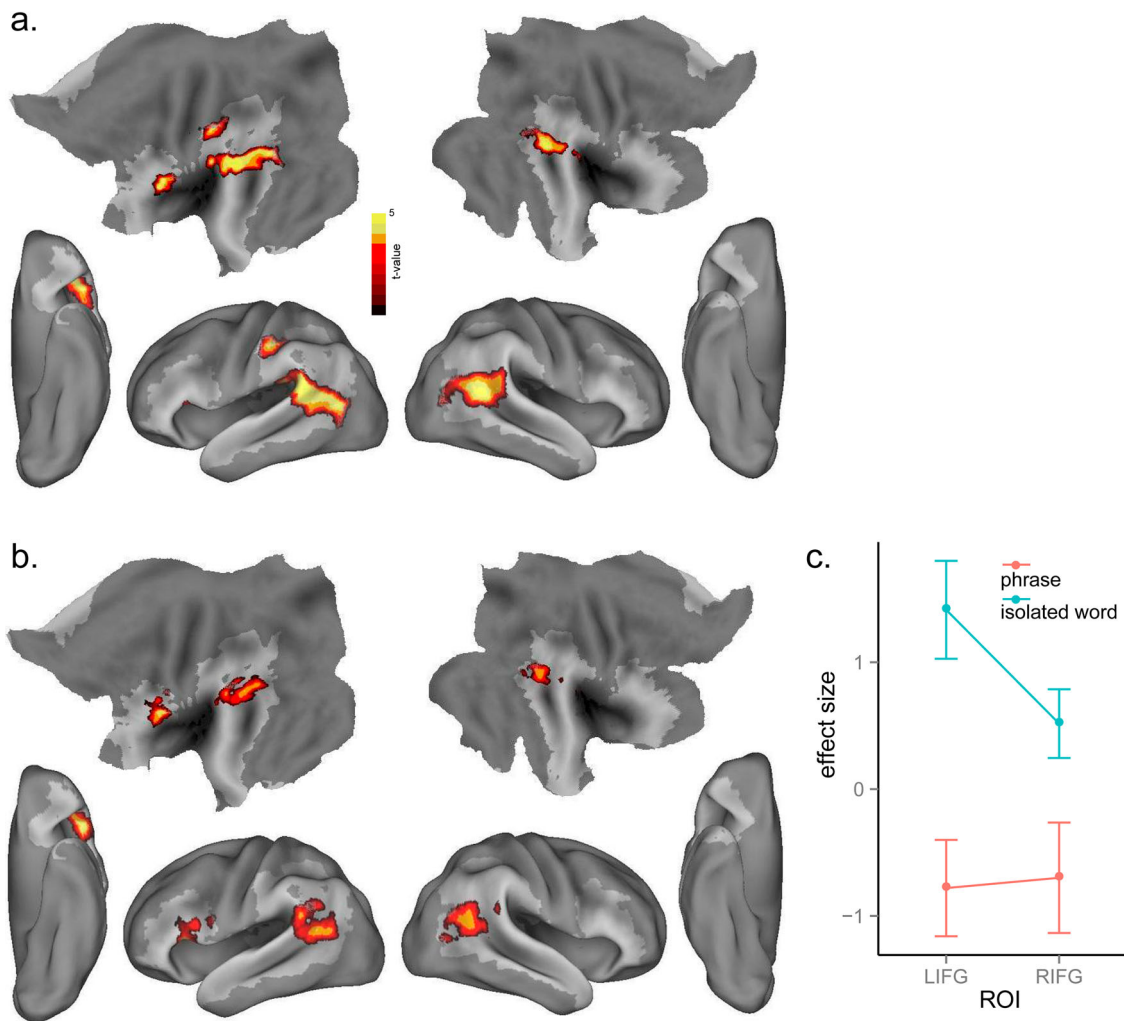 a.
5
t-value
b.
c.
phrase
isolated word
effect size
1
0
−1
LIFG
RIFG
ROI